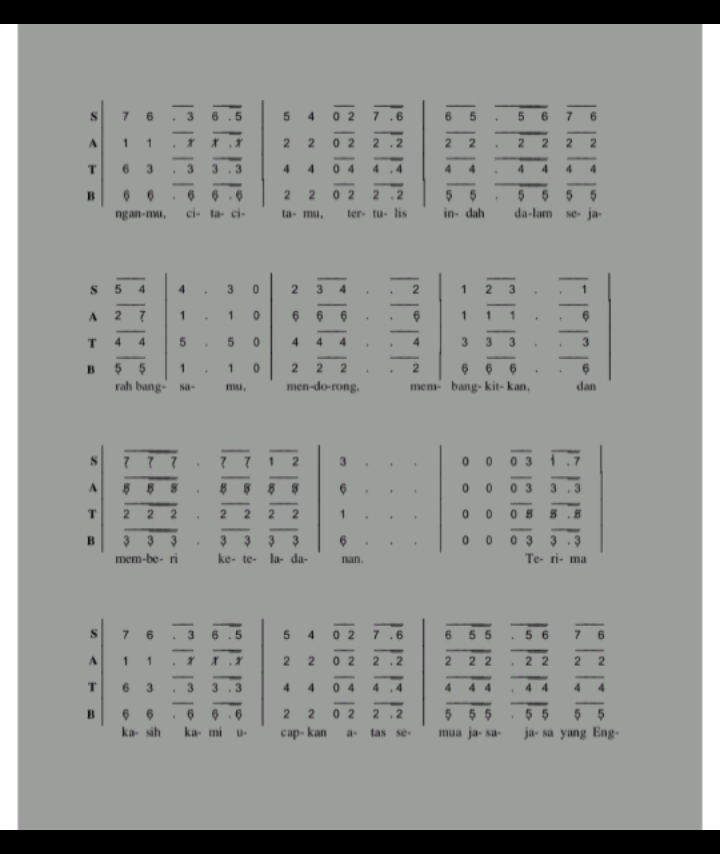 S 7 6 . 3 6 . 5 | 5 4 0 2 7 . 6 | 6 5 . 5 6 7 6
A 1 1 . 1̸ 1̸ . 1̸ | 2 2 0 2 2 . 2 | 2 2 . 2 2 2 2
T 6 3 . 3 3 . 3 | 4 4 0 4 4 . 4 | 4 4 . 4 4 4 4
B 6̣ 6̣ . 6̣ 6̣ . 6̣ | 2 2 0 2 2 . 2 | 5̣ 5̣ . 5̣ 5̣ 5̣ 5̣
ngan-mu, ci- ta- ci- ta- mu, ter- tu- lis in- dah da-lam se- ja-
S 5 4 | 4 . 3 0 | 2 3 4 . . 2 | 1 2 3 . . 1 |
A 2 7̣ | 1 . 1 0 | 6̣ 6̣ 6̣ . . 6̣ | 1 1 1 . . 6̣
T 4 4 | 5 . 5 0 | 4 4 4 . . 4 | 3 3 3 . . 3
B 5̣ 5̣ | 1 . 1 0 | 2 2 2 . . 2 | 6̣ 6̣ 6̣ . . 6̣
rah bang- sa- mu, men-do-rong, mem- bang- kit- kan, dan
S 7̣ 7̣ 7̣ . 7̣ 7̣ 1 2 | 3 . . . | 0 0 0 3 1̇ . 7 |
A 5̸̣ 5̸̣ 5̸̣ . 5̸̣ 5̸̣ 5̸̣ 5̸̣ | 6̣ . . . | 0 0 0 3 3 . 3
T 2 2 2 . 2 2 2 2 | 1 . . . | 0 0 0 5̸ 5̸ . 5̸
B 3̣ 3̣ 3̣ . 3̣ 3̣ 3̣ 3̣ | 6̣ . . . | 0 0 0 3̣ 3̣ . 3̣
mem-be- ri ke- te- la- da- nan. Te- ri- ma
S 7 6 . 3 6 . 5 | 5 4 0 2 7 . 6 | 6 5 5 . 5 6 7 6
A 1 1 . 1̸ 1̸ . 1̸ | 2 2 0 2 2 . 2 | 2 2 2 . 2 2 2 2
T 6 3 . 3 3 . 3 | 4 4 0 4 4 . 4 | 4 4 4 . 4 4 4 4
B 6̣ 6̣ . 6̣ 6̣ . 6̣ | 2 2 0 2 2 . 2 | 5̣ 5̣ 5̣ . 5̣ 5̣ 5̣ 5̣
ka- sih ka- mi u- cap- kan a- tas se- mua ja- sa- ja- sa yang Eng-